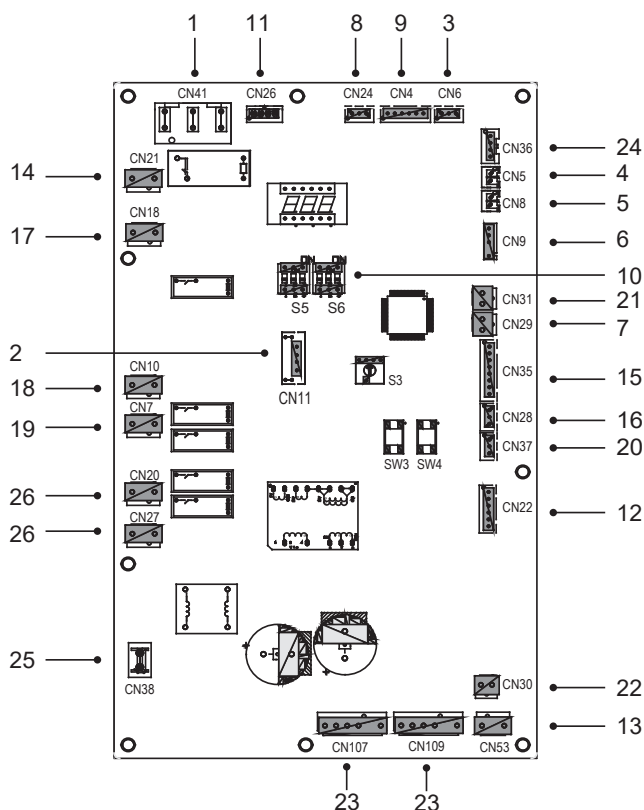 1 11 8 9 3
CN41 CN26 CN24 CN4 CN6
CN36 24
CN21
14 CN5 4
CN8 5
CN18
17 CN9 6
ON ON
10
S5 S6
CN31 21
CN29 7
2
CN11 S3
CN10 CN35 15
18
CN7 CN28 16
19
CN37 20
SW3 SW4
CN20
26 CN22 12
CN27
26
25
CN38
CN30 22
13
CN107 CN109 CN53
23 23